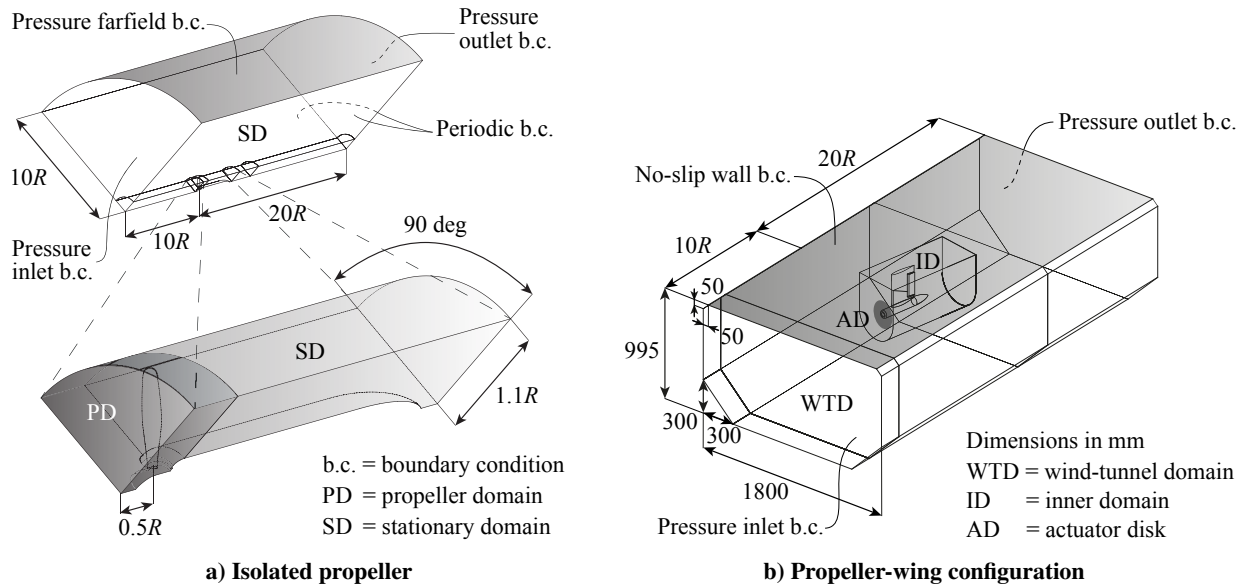 Pressure farfield b.c.
Pressure
outlet b.c.
SD
Periodic b.c.
10R
10R
20R
Pressure
inlet b.c.
90 deg
SD
PD
1.1R
0.5R
b.c. = boundary condition
PD = propeller domain
SD = stationary domain
a) Isolated propeller
Pressure outlet b.c.
20R
No-slip wall b.c.
10R
ID
50
AD
50
995
WTD
300
300
1800
Pressure inlet b.c.
Dimensions in mm
WTD = wind-tunnel domain
ID = inner domain
AD = actuator disk
b) Propeller-wing configuration